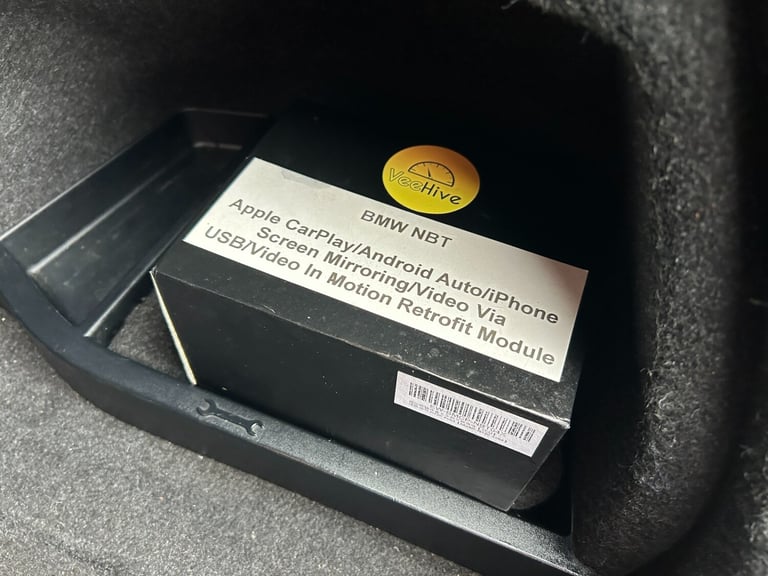 VeeHive
BMW NBT
Apple CarPlay/Android Auto/iPhone
Screen Mirroring/Video Via
USB/Video In Motion Retrofit Module